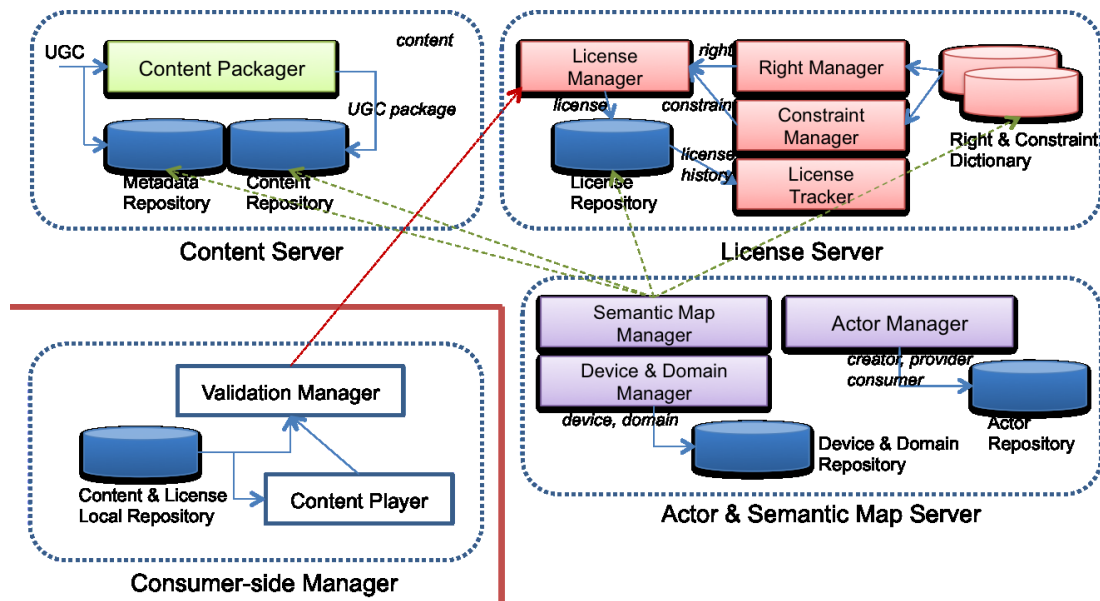 UGC
content
Content Packager
UGC package
Metadata
Repository
Content
Repository
Content Server
License
Manager
right
Right Manager
license
constrain
Constraint
Manager
license
history
License
Tracker
License
Repository
Right & Constraint
Dictionary
License Server
Semantic Map
Manager
Actor Manager
creator, provider
consumer
Device & Domain
Manager
device, domain
Actor
Repository
Device & Domain
Repository
Actor & Semantic Map Server
Validation Manager
Content & License
Local Repository
Content Player
Consumer-side Manager